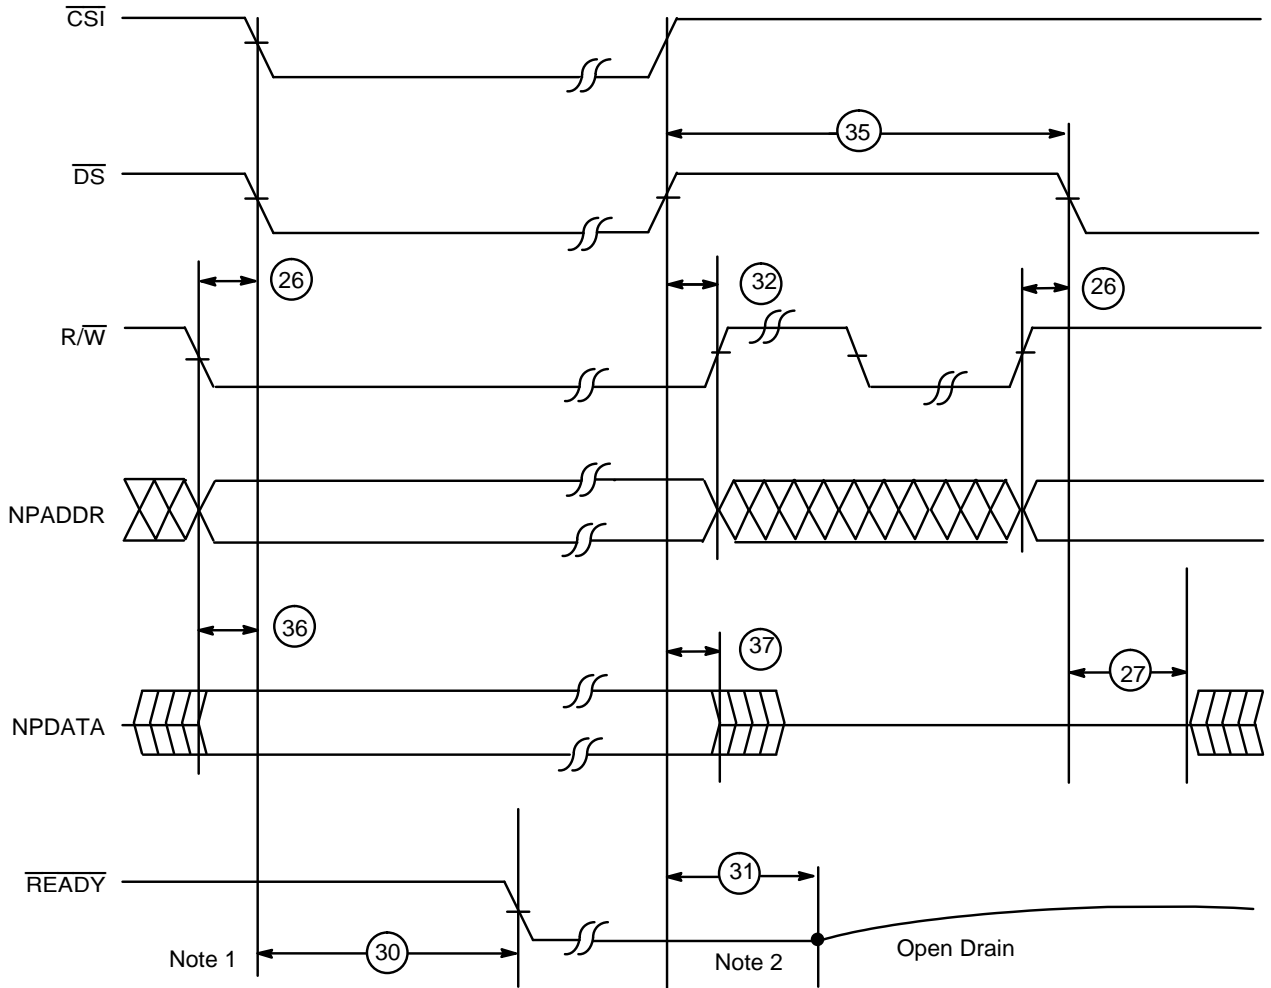 CSI
35
DS
26
32
26
R/W
NPADDR
36
37
27
NPDATA
31
READY
Note 1
30
Note 2
Open Drain